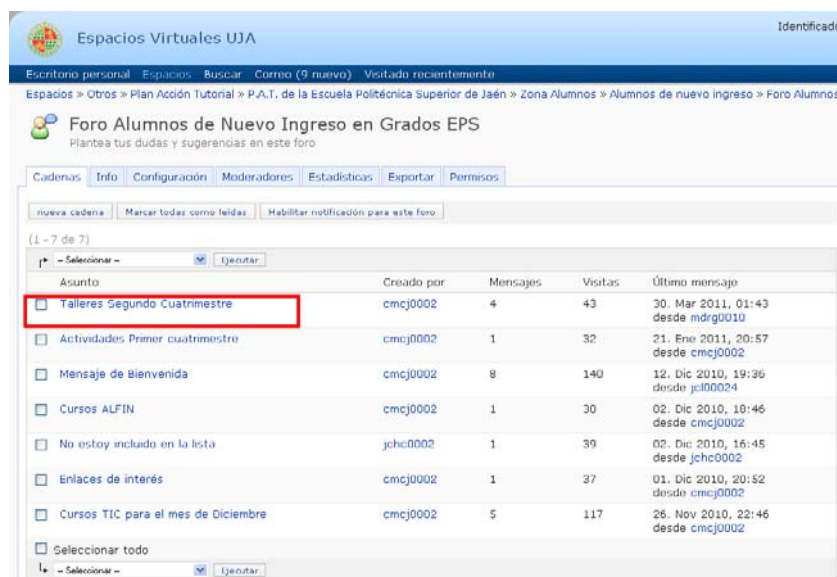 Identificado
Espacios Virtuales UJA
Escritorio personal Espacios Buscar Correo (9 nuevo) Visitado recientemente
Espacios » Otros » Plan Acción Tutorial » P.A.T. de la Escuela Politécnica Superior de Jaén » Zona Alumnos » Alumnos de nuevo ingreso » Foro Alumnos
Foro Alumnos de Nuevo Ingreso en Grados EPS
Plantea tus dudas y sugerencias en este foro
Cadenas Info Configuración Moderadores Estadísticas Exportar Permisos
nueva cadena Marcar todas como leídas Habilitar notificación para este foro
(1 - 7 de 7)
– Seleccionar – Ejecutar
Asunto Creado por Mensajes Visitas Último mensaje
Talleres Segundo Cuatrimestre cmcj0002 4 43 30. Mar 2011, 01:43
desde mdrg0010
Actividades Primer cuatrimestre cmcj0002 1 32 21. Ene 2011, 20:57
desde cmcj0002
Mensaje de Bienvenida cmcj0002 8 140 12. Dic 2010, 19:36
desde jcl00024
Cursos ALFIN cmcj0002 1 30 02. Dic 2010, 18:46
desde cmcj0002
No estoy incluido en la lista jchc0002 1 39 02. Dic 2010, 16:45
desde jchc0002
Enlaces de interés cmcj0002 1 37 01. Dic 2010, 20:52
desde cmcj0002
Cursos TIC para el mes de Diciembre cmcj0002 5 117 26. Nov 2010, 22:46
desde cmcj0002
Seleccionar todo
– Seleccionar – Ejecutar